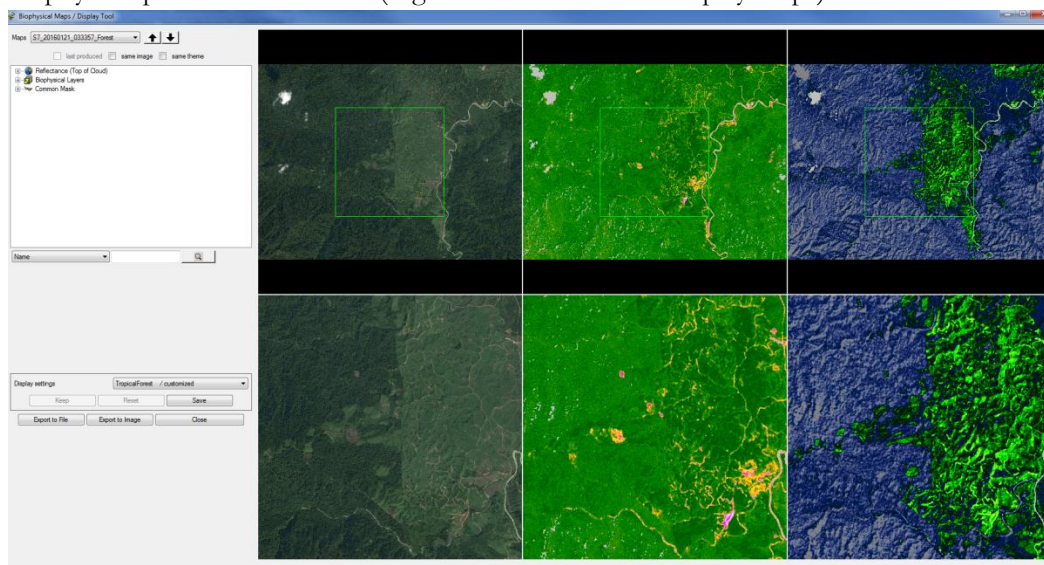 Biophysical Maps / Display Tool
Maps S7_20160121_033357_Forest
last produced same image same theme
Reflectance (Top of Cloud)
Biophysical Layers
Common Mask
Name
Display settings TropicalForest / customized
Keep Reset Save
Export to File Export to Image Close